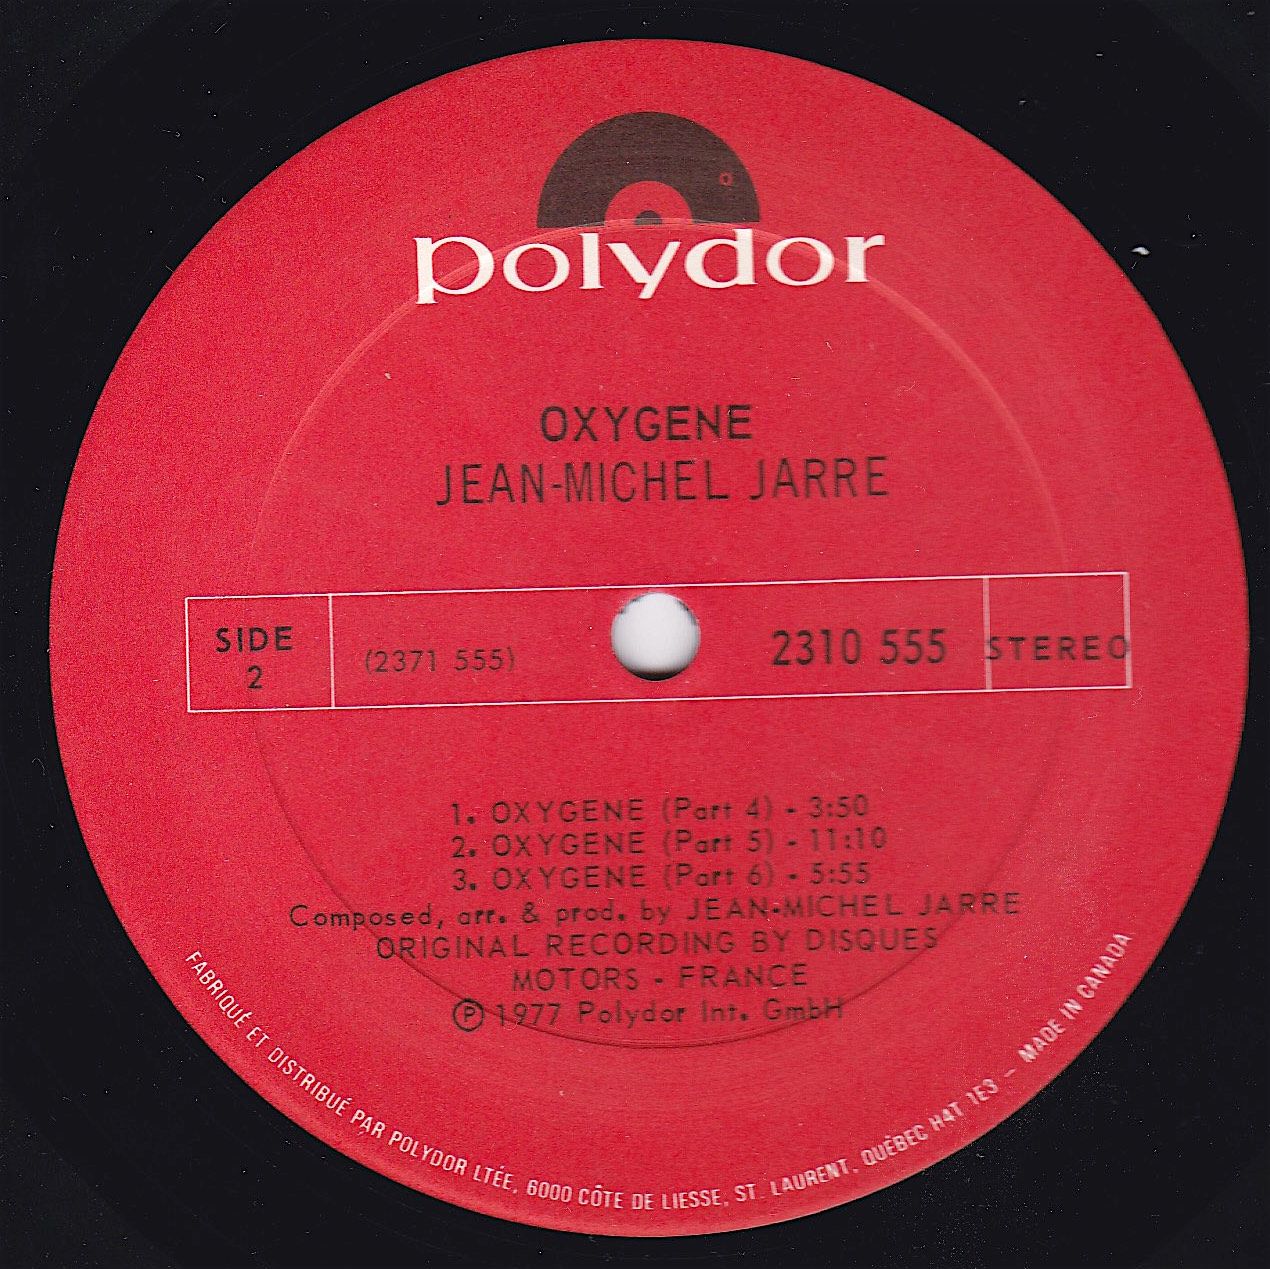 polydor
OXYGENE
JEAN-MICHEL JARRE
SIDE
2
(2371 555)
2310 555
STEREO
1. OXYGENE (Part 4) - 3:50
2. OXYGENE (Part 5) - 11:10
3. OXYGENE (Part 6) - 5:55
Composed, arr. & prod. by JEAN-MICHEL JARRE
ORIGINAL RECORDING BY DISQUES
MOTORS - FRANCE
℗ 1977 Polydor Int. GmbH
FABRIQUÉ ET DISTRIBUÉ PAR POLYDOR LTÉE, 6000 CÔTE DE LIESSE, ST. LAURENT, QUÉBEC H4T 1E3 - MADE IN CANADA